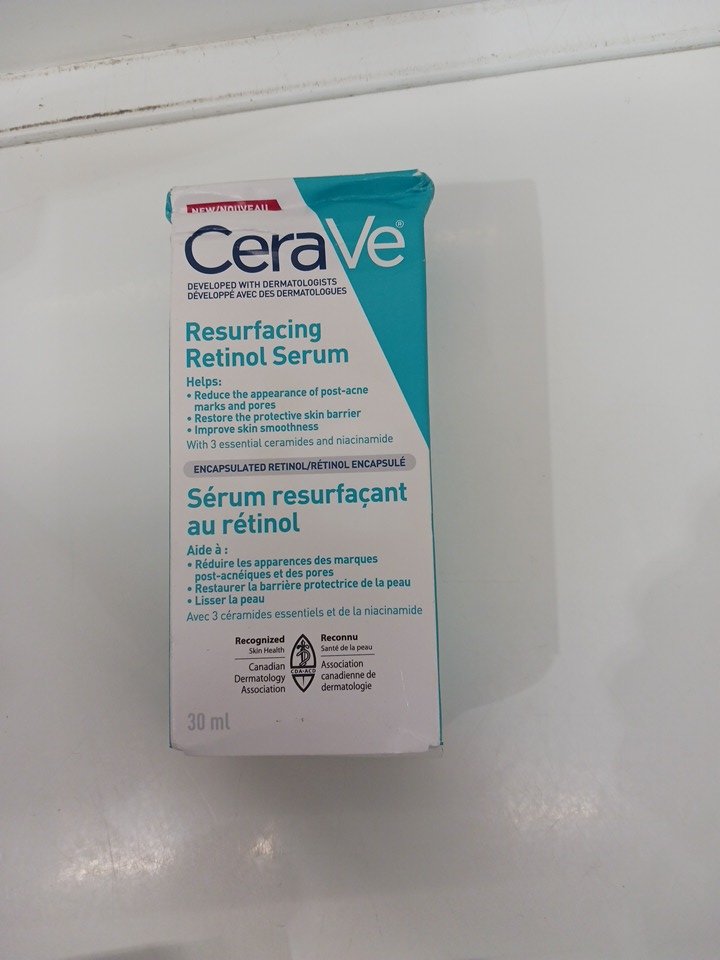 NEW/NOUVEAU
CeraVe®
DEVELOPED WITH DERMATOLOGISTS
DÉVELOPPÉ AVEC DES DERMATOLOGUES
Resurfacing
Retinol Serum
Helps:
• Reduce the appearance of post-acne
marks and pores
• Restore the protective skin barrier
• Improve skin smoothness
With 3 essential ceramides and niacinamide
ENCAPSULATED RETINOL/RÉTINOL ENCAPSULÉ
Sérum resurfaçant
au rétinol
Aide à :
• Réduire les apparences des marques
post-acnéiques et des pores
• Restaurer la barrière protectrice de la peau
• Lisser la peau
Avec 3 céramides essentiels et de la niacinamide
Recognized
Skin Health
Canadian
Dermatology
Association
CDA•ACD
Reconnu
Santé de la peau
Association
canadienne de
dermatologie
30 ml